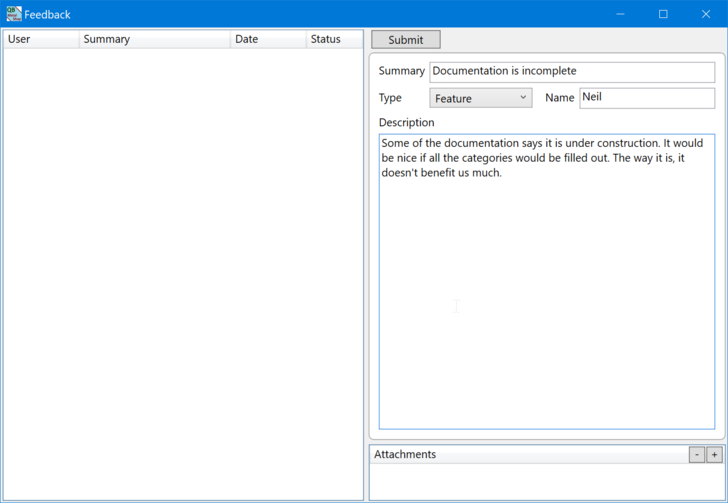 Feedback
User Summary Date Status
Submit
Summary Documentation is incomplete
Type Feature Name Neil
Description
Some of the documentation says it is under construction. It would
be nice if all the categories would be filled out. The way it is, it
doesn't benefit us much.
Attachments - +